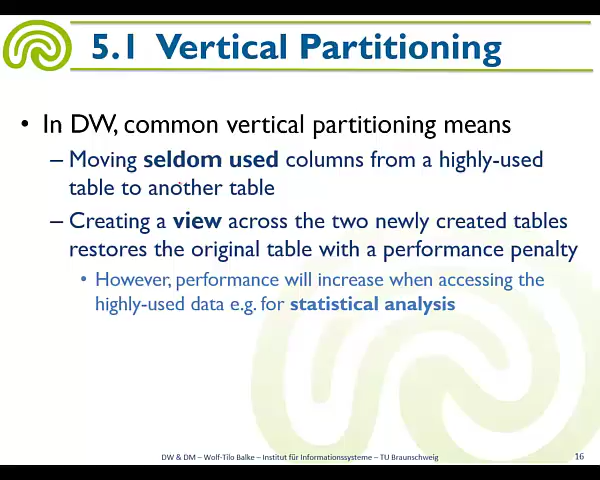 5.1 Vertical Partitioning
• In DW, common vertical partitioning means
– Moving seldom used columns from a highly-used
table to another table
– Creating a view across the two newly created tables
restores the original table with a performance penalty
• However, performance will increase when accessing the
highly-used data e.g. for statistical analysis
DW & DM – Wolf-Tilo Balke – Institut für Informationssysteme – TU Braunschweig
16